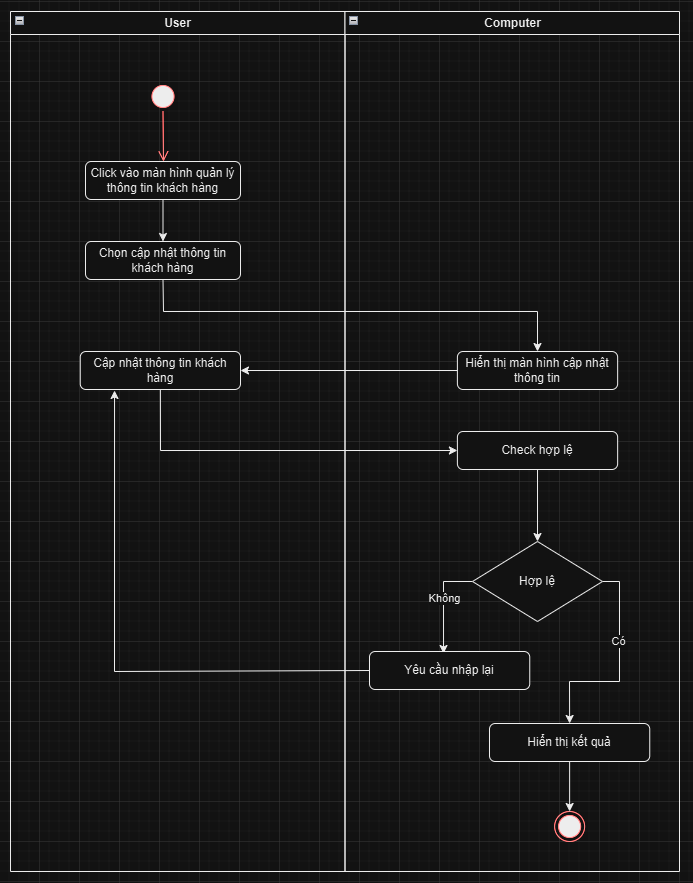 User
Computer
Click vào màn hình quản lý
thông tin khách hàng
Chọn cập nhật thông tin
khách hàng
Cập nhật thông tin khách
hàng
Hiển thị màn hình cập nhật
thông tin
Check hợp lệ
Hợp lệ
Không
Có
Yêu cầu nhập lại
Hiển thị kết quả